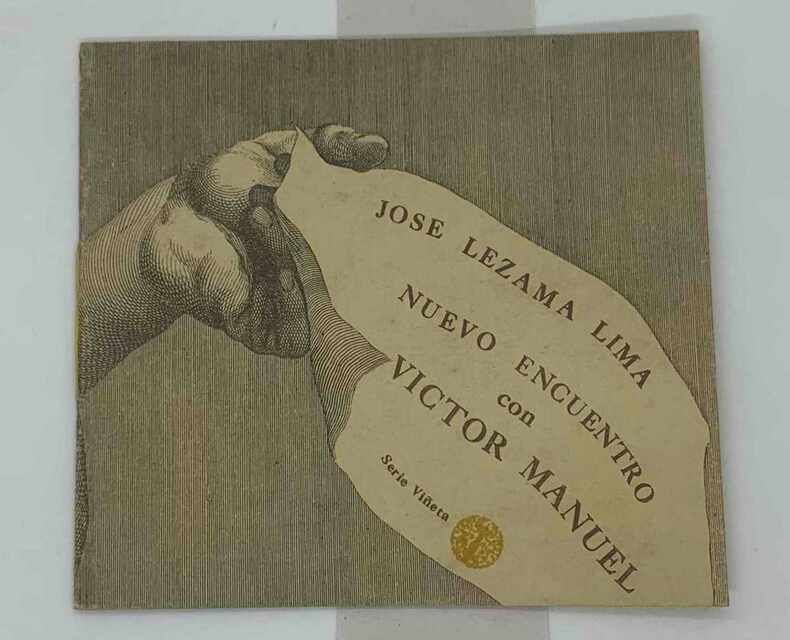 JOSE LEZAMA LIMA
NUEVO ENCUENTRO
con
VICTOR MANUEL
Serie Viñeta